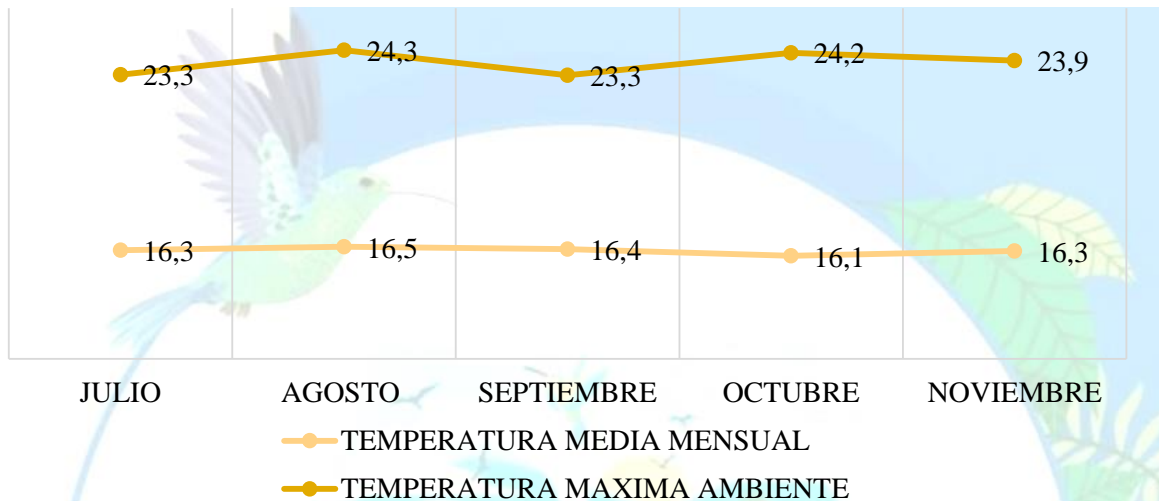 23,3
24,3
23,3
24,2
23,9
16,3
16,5
16,4
16,1
16,3
JULIO
AGOSTO
SEPTIEMBRE
OCTUBRE
NOVIEMBRE
TEMPERATURA MEDIA MENSUAL
TEMPERATURA MAXIMA AMBIENTE